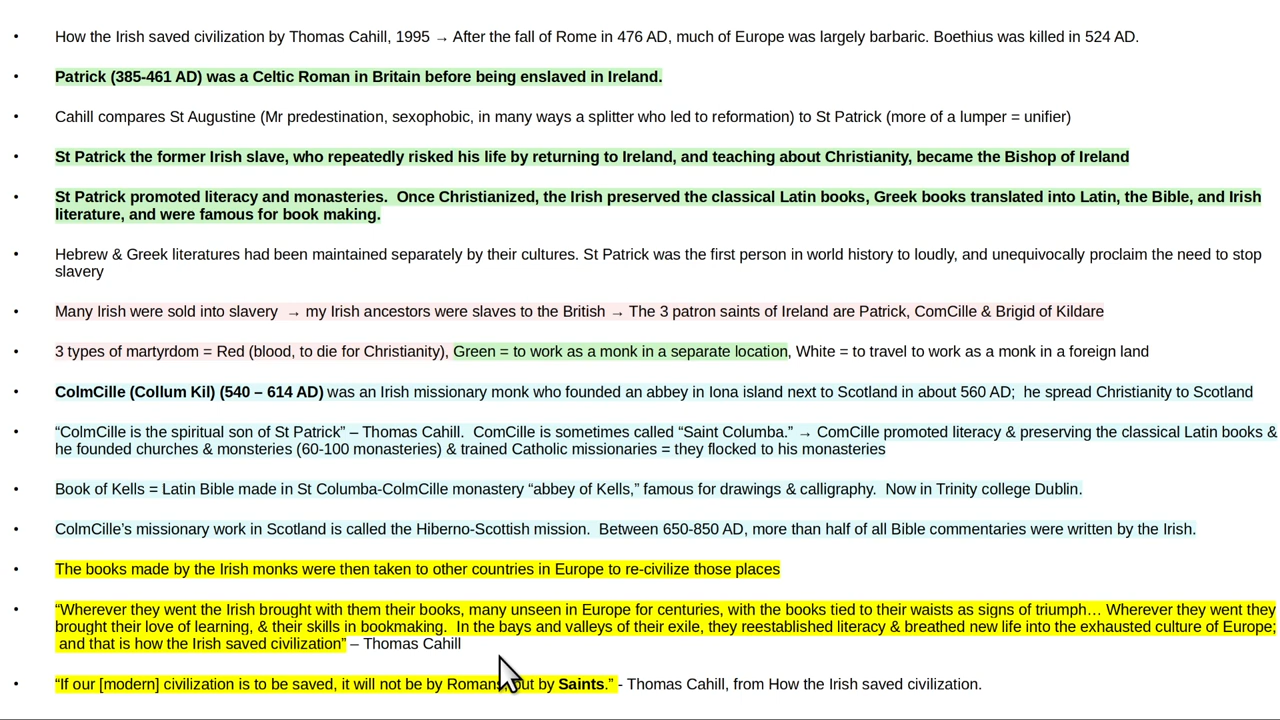 • How the Irish saved civilization by Thomas Cahill, 1995 → After the fall of Rome in 476 AD, much of Europe was largely barbaric. Boethius was killed in 524 AD.
• Patrick (385-461 AD) was a Celtic Roman in Britain before being enslaved in Ireland.
• Cahill compares St Augustine (Mr predestination, sexophobic, in many ways a splitter who led to reformation) to St Patrick (more of a lumper = unifier)
• St Patrick the former Irish slave, who repeatedly risked his life by returning to Ireland, and teaching about Christianity, became the Bishop of Ireland
• St Patrick promoted literacy and monasteries.  Once Christianized, the Irish preserved the classical Latin books, Greek books translated into Latin, the Bible, and Irish
literature, and were famous for book making.
• Hebrew & Greek literatures had been maintained separately by their cultures. St Patrick was the first person in world history to loudly, and unequivocally proclaim the need to stop
slavery
• Many Irish were sold into slavery  → my Irish ancestors were slaves to the British → The 3 patron saints of Ireland are Patrick, ComCille & Brigid of Kildare
• 3 types of martyrdom = Red (blood, to die for Christianity), Green = to work as a monk in a separate location, White = to travel to work as a monk in a foreign land
• ColmCille (Collum Kil) (540 – 614 AD) was an Irish missionary monk who founded an abbey in Iona island next to Scotland in about 560 AD;  he spread Christianity to Scotland
• “ColmCille is the spiritual son of St Patrick” – Thomas Cahill.  ComCille is sometimes called “Saint Columba.” → ComCille promoted literacy & preserving the classical Latin books &
he founded churches & monsteries (60-100 monasteries) & trained Catholic missionaries = they flocked to his monasteries
• Book of Kells = Latin Bible made in St Columba-ColmCille monastery “abbey of Kells,” famous for drawings & calligraphy.  Now in Trinity college Dublin.
• ColmCille’s missionary work in Scotland is called the Hiberno-Scottish mission.  Between 650-850 AD, more than half of all Bible commentaries were written by the Irish.
• The books made by the Irish monks were then taken to other countries in Europe to re-civilize those places
• “Wherever they went the Irish brought with them their books, many unseen in Europe for centuries, with the books tied to their waists as signs of triumph… Wherever they went they
brought their love of learning, & their skills in bookmaking.  In the bays and valleys of their exile, they reestablished literacy & breathed new life into the exhausted culture of Europe;
and that is how the Irish saved civilization” – Thomas Cahill
• “If our [modern] civilization is to be saved, it will not be by Romans, but by Saints.” - Thomas Cahill, from How the Irish saved civilization.